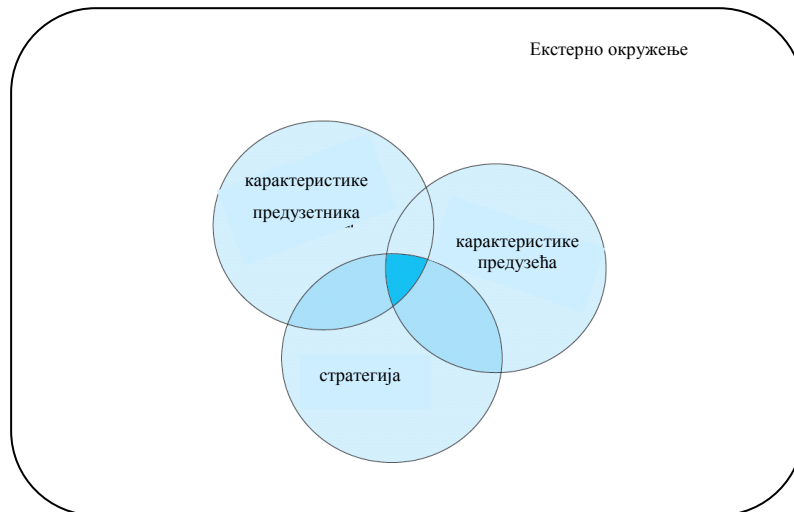 Екстерно окружење
карактеристике
предузетника
карактеристике
предузећа
стратегија